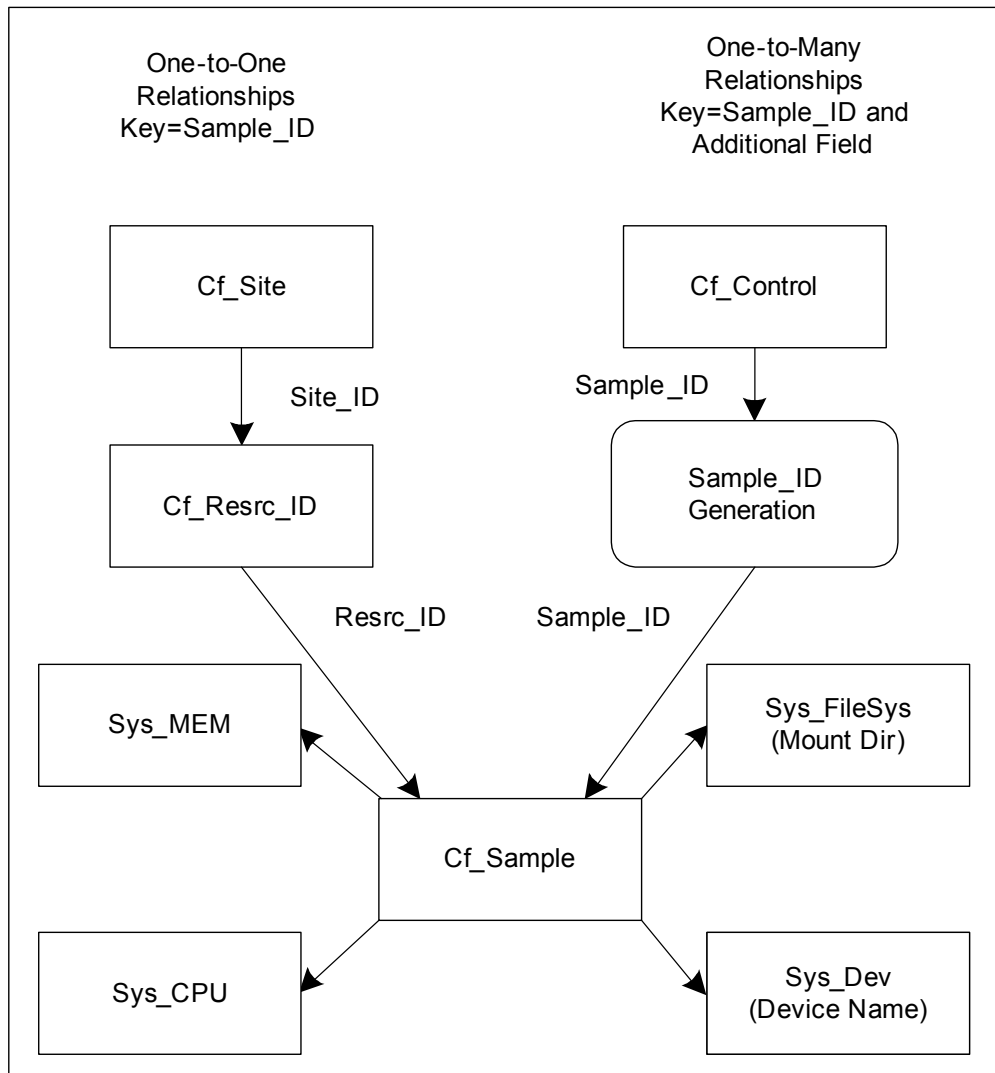 One-to-One
Relationships
Key=Sample_ID
One-to-Many
Relationships
Key=Sample_ID and
Additional Field
Cf_Site
Cf_Control
Site_ID
Sample_ID
Cf_Resrc_ID
Sample_ID
Generation
Resrc_ID
Sample_ID
Sys_MEM
Sys_FileSys
(Mount Dir)
Cf_Sample
Sys_CPU
Sys_Dev
(Device Name)